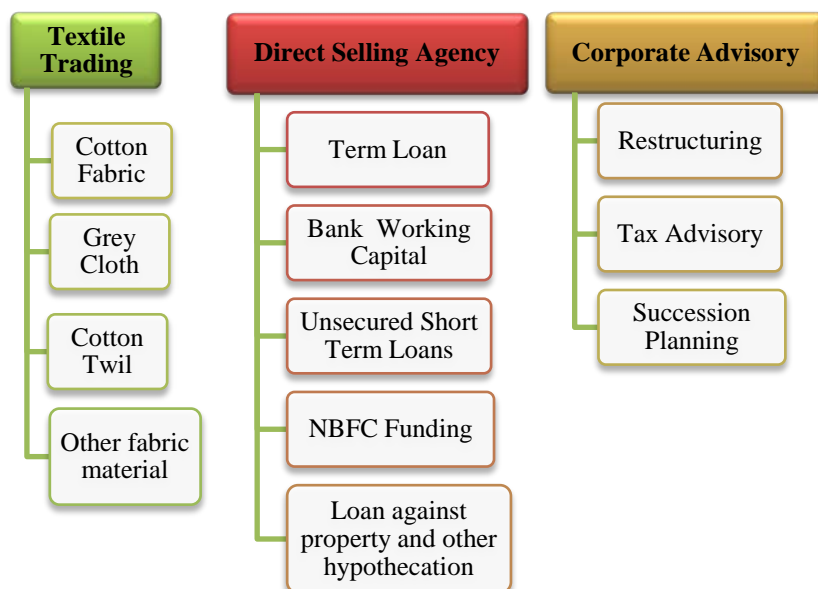 Textile
Trading
Cotton
Fabric
Grey
Cloth
Cotton
Twil
Other fabric
material
Direct Selling Agency
Term Loan
Bank Working
Capital
Unsecured Short
Term Loans
NBFC Funding
Loan against
property and other
hypothecation
Corporate Advisory
Restructuring
Tax Advisory
Succession
Planning